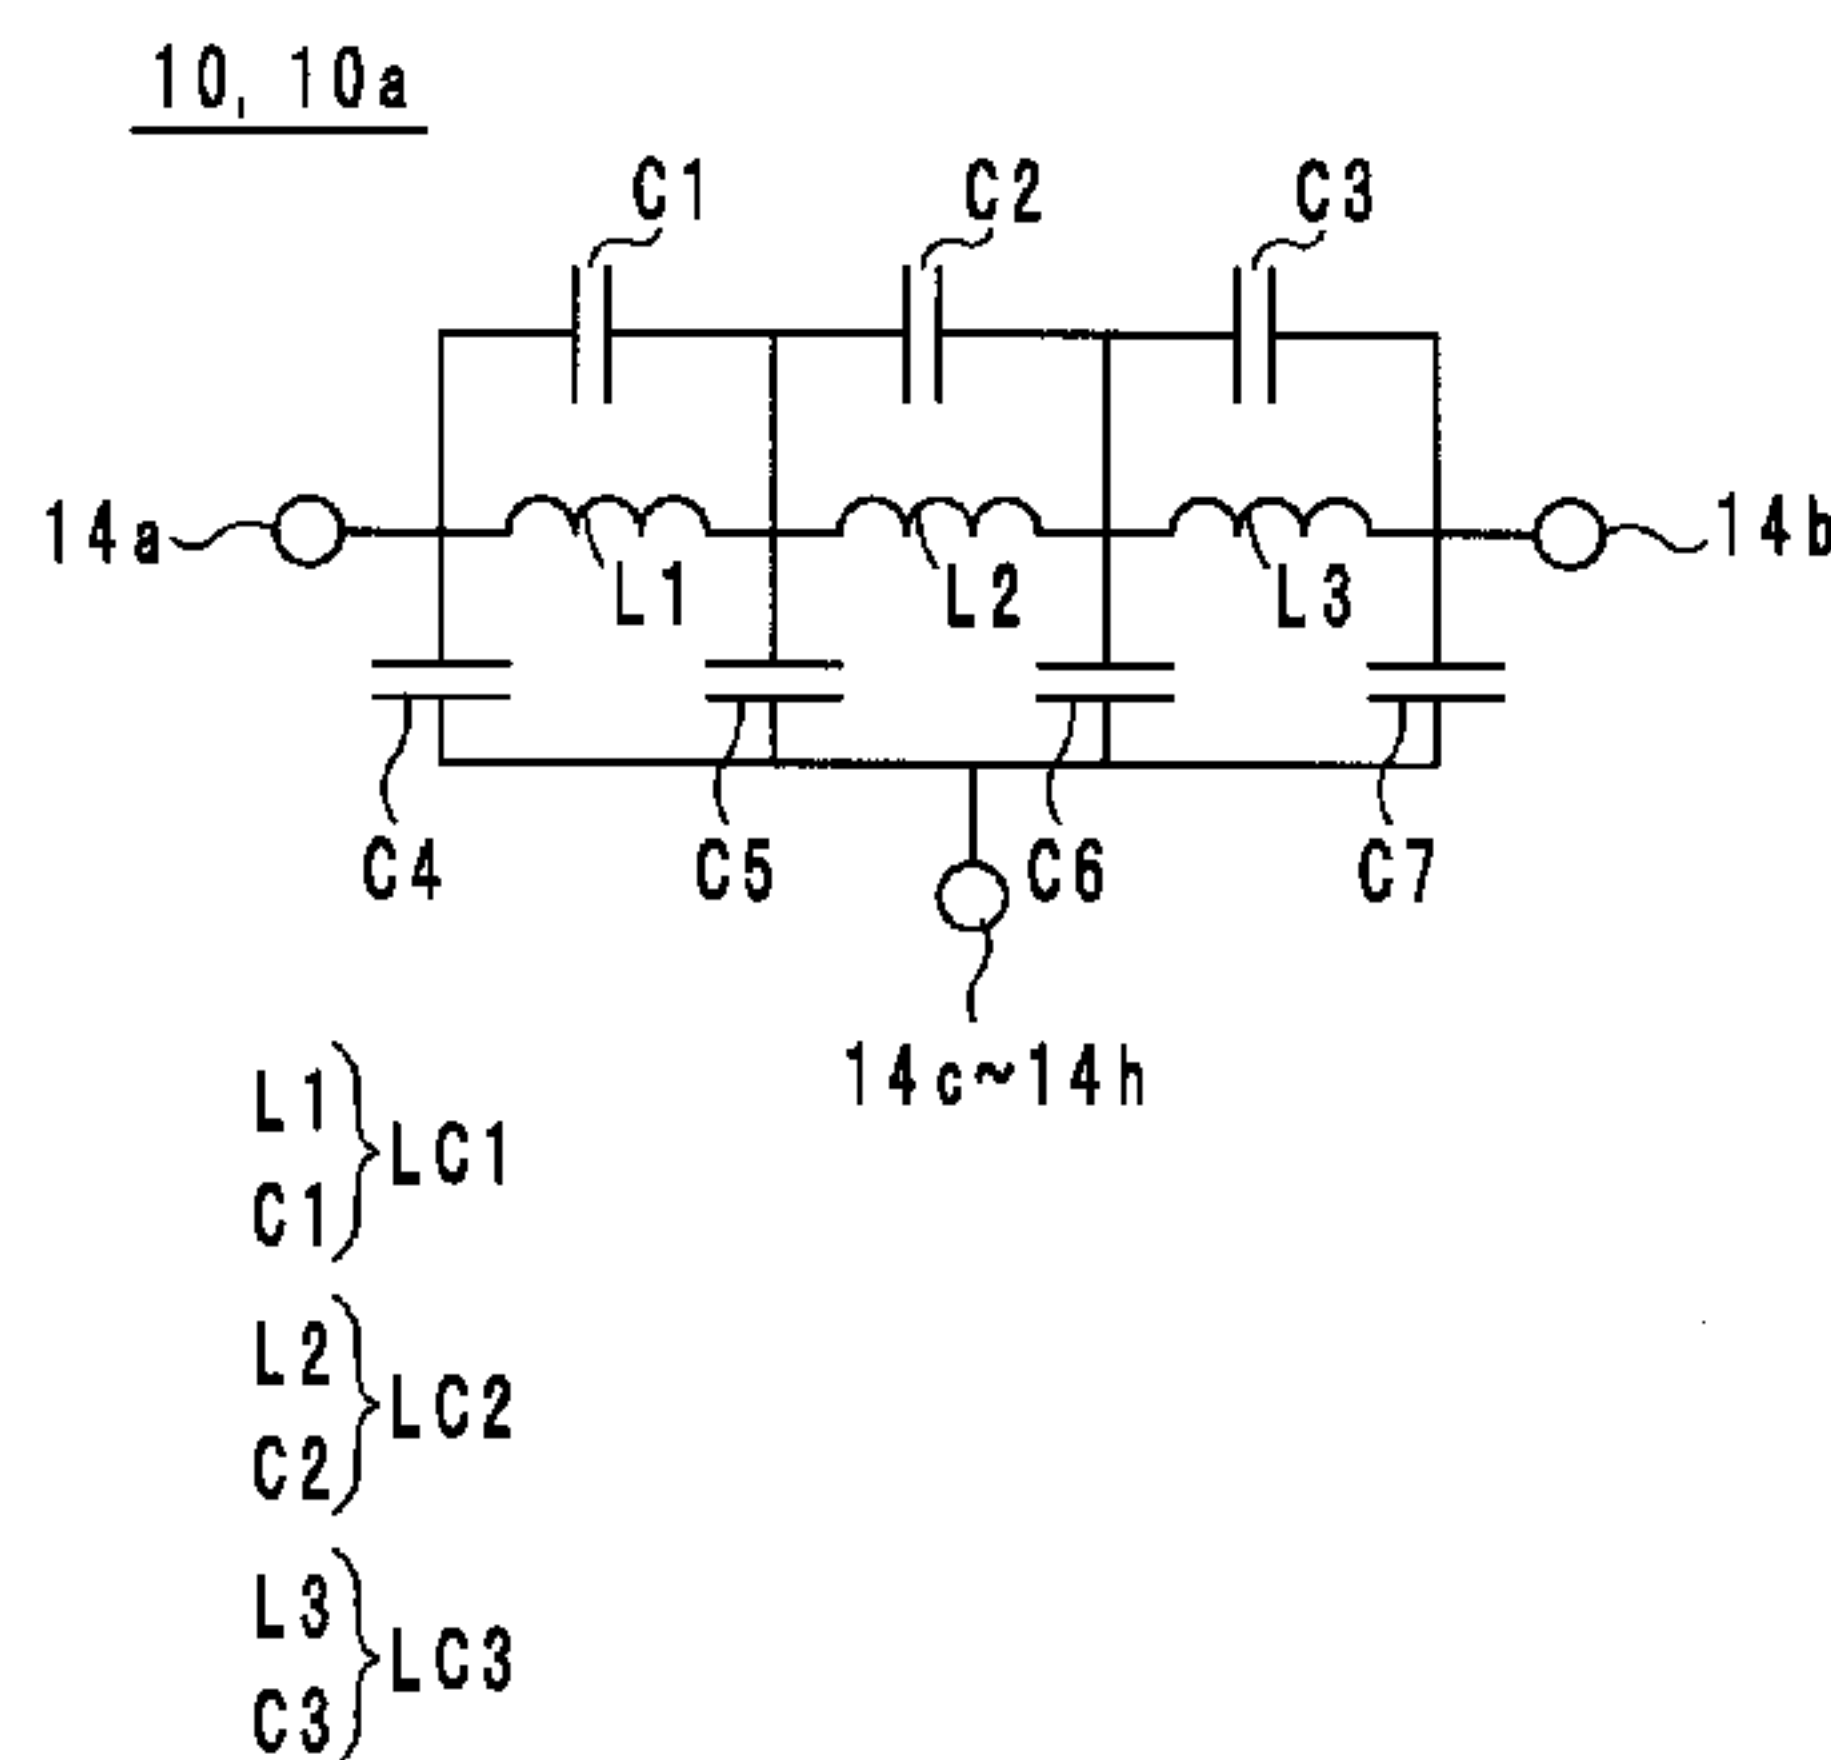 10, 10a
C1 C2 C3
14a 14b
L1 L2 L3
C4 C5 C6 C7
14c~14h
L1
C1
LC1
L2
C2
LC2
L3
C3
LC3